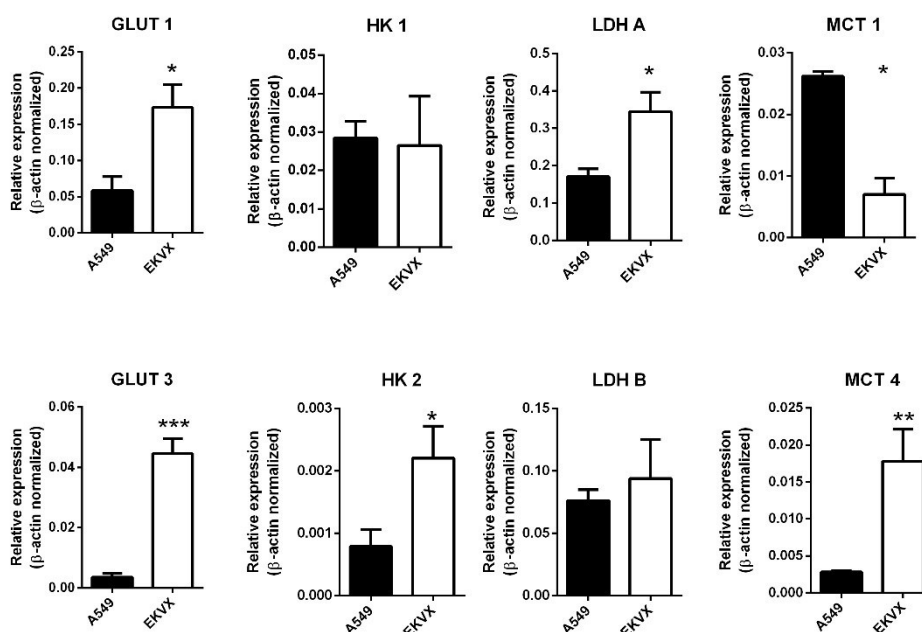 GLUT 1
Relative expression
(β-actin normalized)
0.25
0.20
0.15
0.10
0.05
0.00
*
A549
EKVX
HK 1
Relative expression
(β-actin normalized)
0.05
0.04
0.03
0.02
0.01
0.00
A549
EKVX
LDH A
Relative expression
(β-actin normalized)
0.5
0.4
0.3
0.2
0.1
0.0
*
A549
EKVX
MCT 1
Relative expression
(β-actin normalized)
0.03
0.02
0.01
0.00
*
A549
EKVX
GLUT 3
Relative expression
(β-actin normalized)
0.06
0.04
0.02
0.00
***
A549
EKVX
HK 2
Relative expression
(β-actin normalized)
0.003
0.002
0.001
0.000
*
A549
EKVX
LDH B
Relative expression
(β-actin normalized)
0.15
0.10
0.05
0.00
A549
EKVX
MCT 4
Relative expression
(β-actin normalized)
0.025
0.020
0.015
0.010
0.005
0.000
**
A549
EKVX